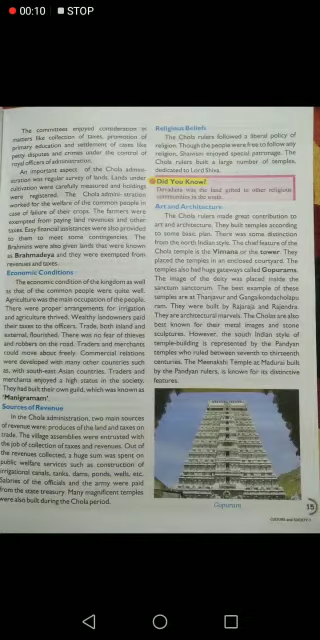 00:10 STOP
The committees enjoyed consideration in
matters like collection of taxes, promotion of
primary education and settlement of cases like
petty disputes and crimes under the control of
royal officers of administration.
An important aspect of the Chola admin-
istration was regular survey of lands. Lands under
cultivation were carefully measured and holdings
were registered. The Chola admin- istration
worked for the welfare of the common people in
case of failure of their crops. The farmers were
exempted from paying land revenues and other
taxes. Easy financial assistances were also provided
to them to meet some contingencies. The
Brahmins were also given lands that were known
as Brahmadeya and they were exempted from
revenues and taxes.
Economic Conditions
The economic condition of the kingdom as well
as that of the common people were quite well.
Agriculture was the main occupation of the people.
There were proper arrangements for irrigation
and agriculture thrived. Wealthy landowners paid
their taxes to the officers. Trade, both island and
external, flourished. There was no fear of thieves
and robbers on the road. Traders and merchants
could move about freely. Commercial relations
were developed with many other countries such
as, with south-east Asian countries. Traders and
merchants enjoyed a high status in the society.
They had built their own guild, which was known as
'Manigramam'.
Sources of Revenue
In the Chola administration, two main sources
of revenue were: produces of the land and taxes on
trade. The village assemblies were entrusted with
the job of collection of taxes and revenues. Out of
the revenues collected, a huge sum was spent on
public welfare services such as, construction of
irrigational canals, tanks, dams, ponds, wells, etc.
Salaries of the officials and the army were paid
from the state treasury. Many magnificent temples
were also built during the Chola period.
Religious Beliefs
The Chola rulers followed a liberal policy of
religion. Though the people were free to follow any
religion, Shaivism enjoyed special patronage. The
Chola rulers built a large number of temples,
dedicated to Lord Shiva.
Did You Know?
Devadana was the land gifted to other religious
communities in the south.
Art and Architecture
The Chola rulers made great contribution to
art and architecture. They built temples according
to some basic plan. There was some distinction
from the north Indian style. The chief feature of
the Chola temple is the Vimana or the tower. They
placed the temples in an enclosed courtyard. The
temples also had huge gateways called Gopurams.
The image of the deity was placed inside the
sanctum sanctorum. The best example of these
temples are at Thanjavur and Gangaikondacholapu
ram. They were built by Rajaraja and Rajendra.
They are architectural marvels. The Cholas are also
best known for their metal images and stone
sculptures. However, the south Indian style of
temple-building is represented by the Pandyan
temples who ruled between seventh to thirteenth
centuries. The Meenakshi Temple at Madurai built
by the Pandyan rulers, is known for its distinctive
features.
Gopuram
15